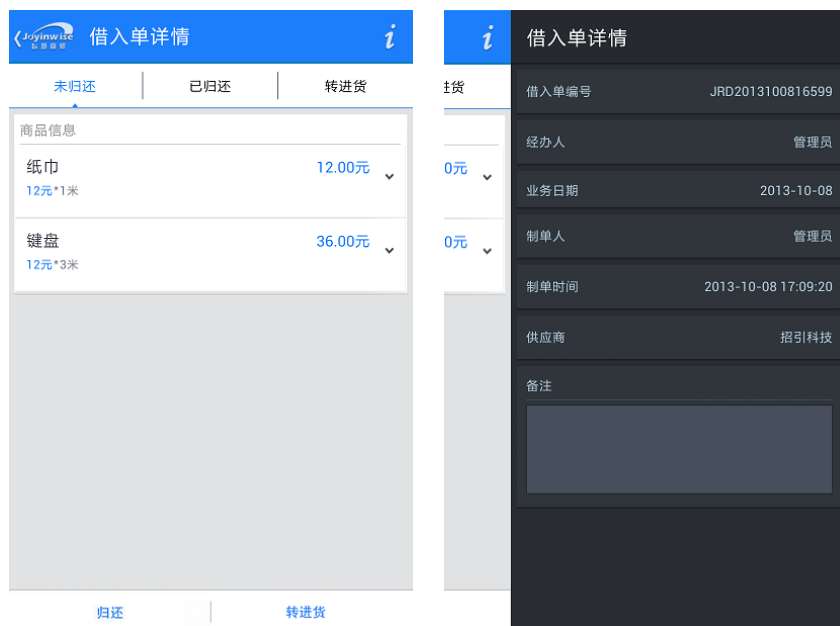 Joyinwise
借入单详情
i
未归还
已归还
转进货
商品信息
纸巾
12.00元
12元*1米
键盘
36.00元
12元*3米
归还
转进货
i
进货
0元
0元
借入单详情
借入单编号
JRD2013100816599
经办人
管理员
业务日期
2013-10-08
制单人
管理员
制单时间
2013-10-08 17:09:20
供应商
招引科技
备注